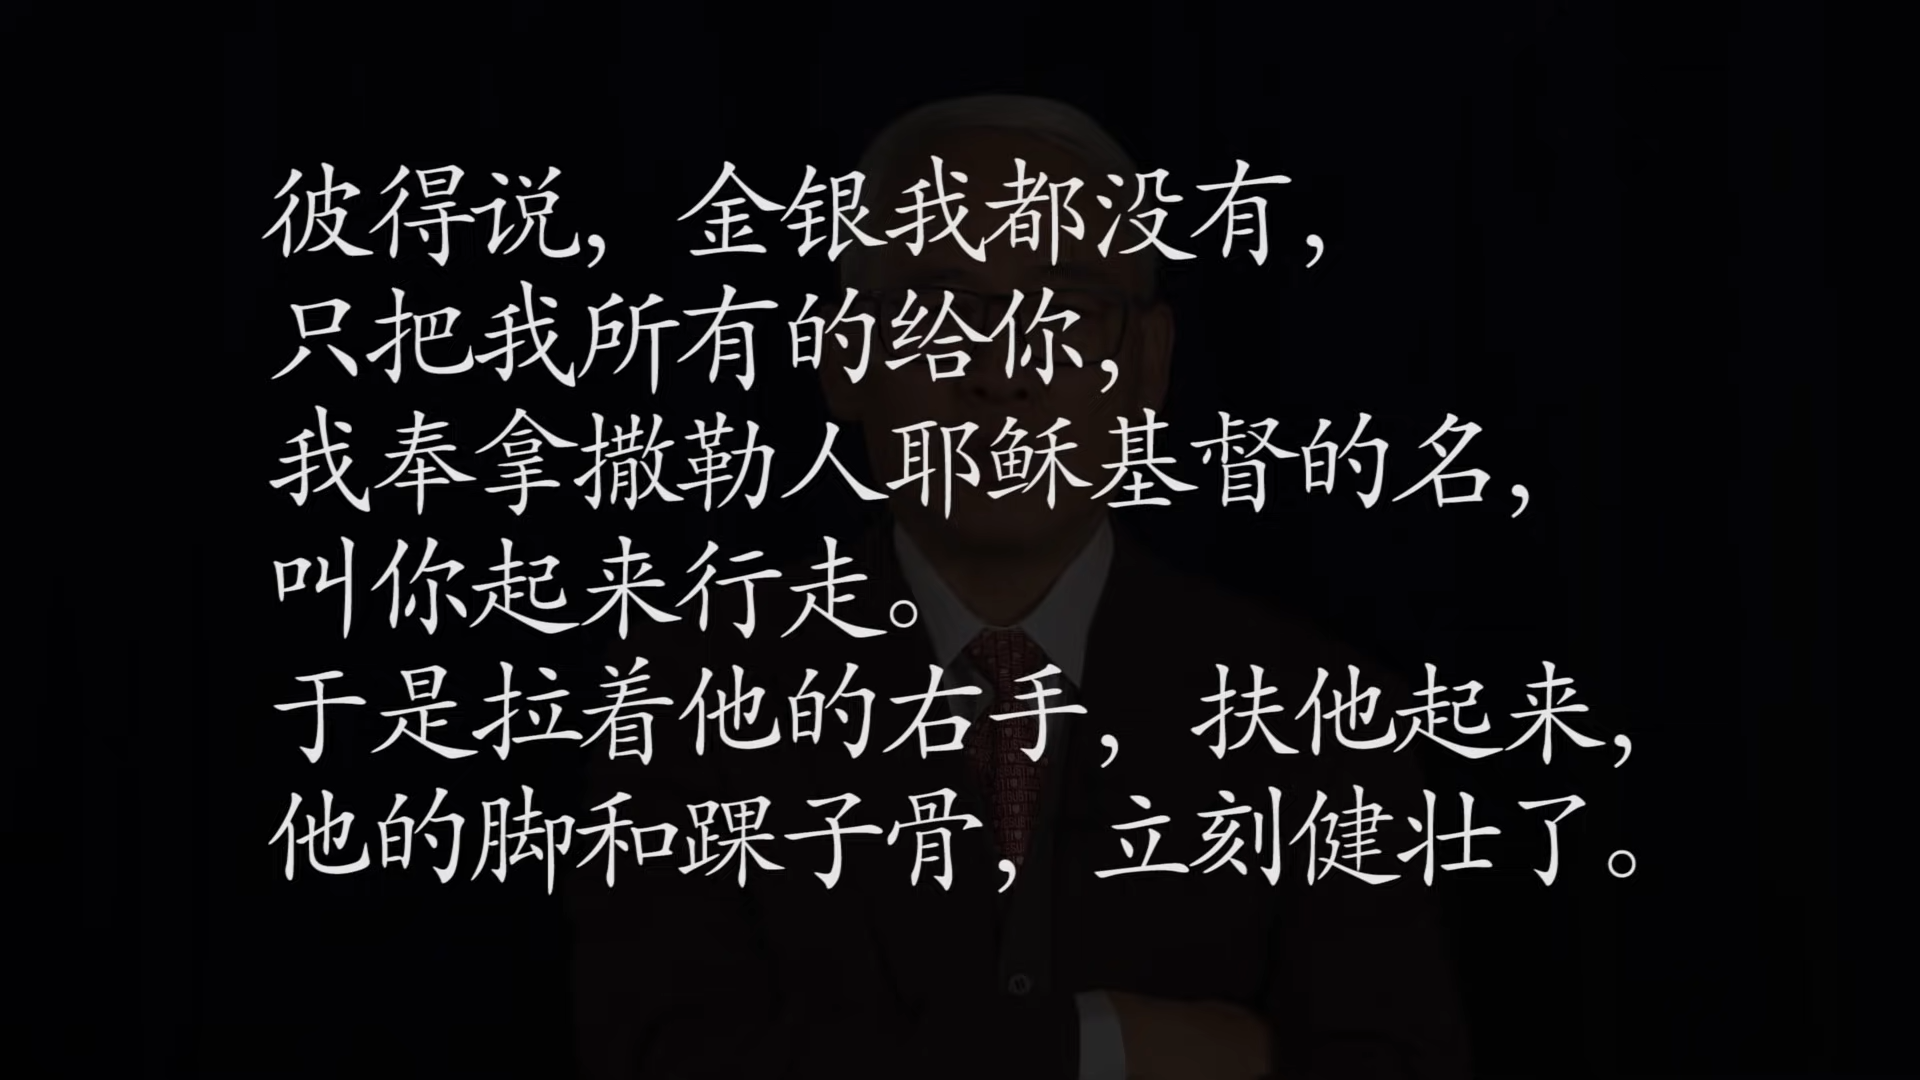 彼得说，金银我都没有，
只把我所有的给你，
我奉拿撒勒人耶稣基督的名，
叫你起来行走。
于是拉着他的右手，扶他起来，
他的脚和踝子骨，立刻健壮了。